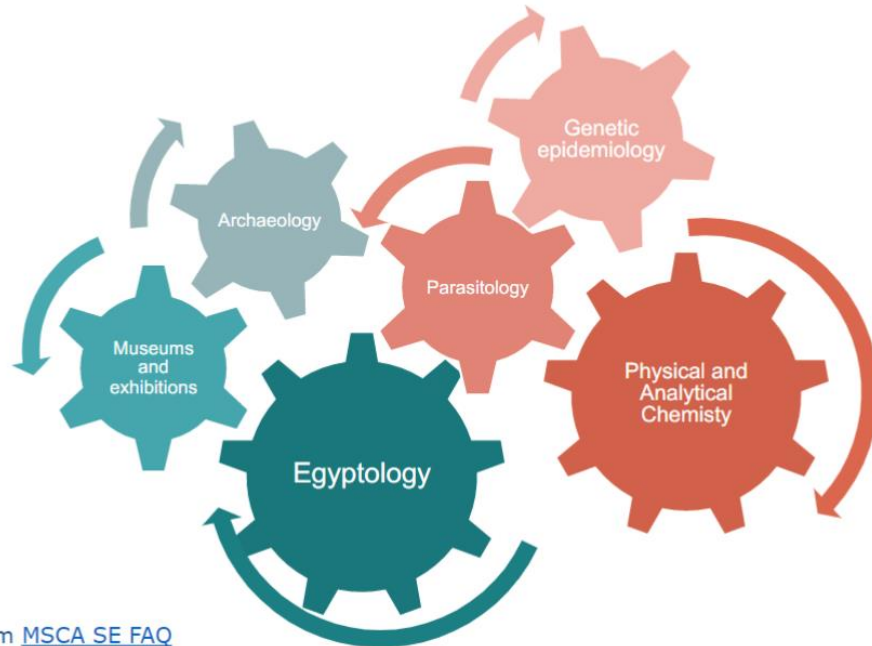 Genetic
epidemiology
Archaeology
Parasitology
Museums
and
exhibitions
Physical and
Analytical
Chemisty
Egyptology
MSCA SE FAQ